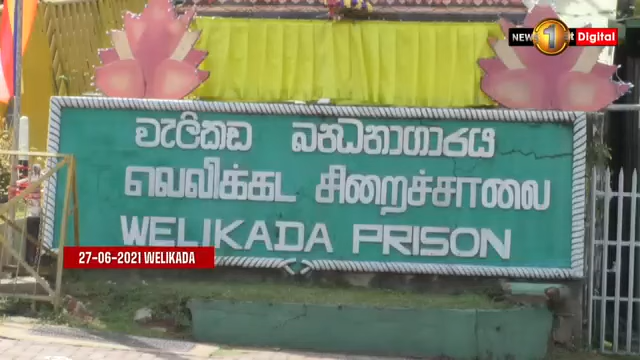 NEWS 1st Digital
වැලිකඩ බන්ධනාගාරය
வெலிக்கட சிறைச்சாலை
WELIKADA PRISON
27-06-2021 WELIKADA